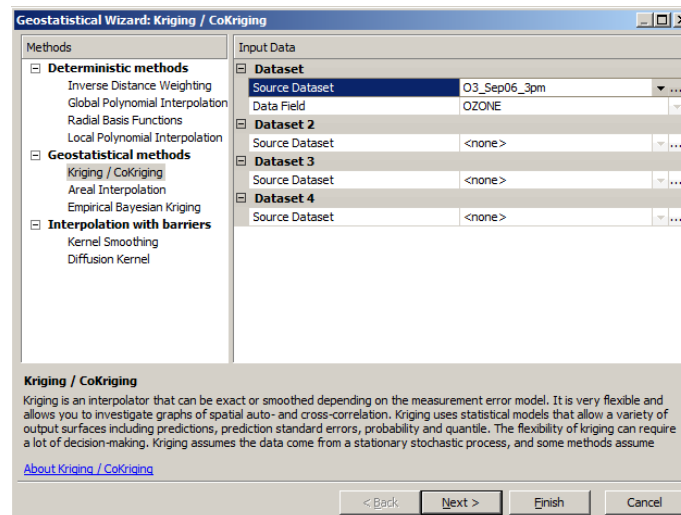 Geostatistical Wizard: Kriging / CoKriging
Methods
Deterministic methods
Inverse Distance Weighting
Global Polynomial Interpolation
Radial Basis Functions
Local Polynomial Interpolation
Geostatistical methods
Kriging / CoKriging
Areal Interpolation
Empirical Bayesian Kriging
Interpolation with barriers
Kernel Smoothing
Diffusion Kernel
Input Data
Dataset
Source Dataset O3_Sep06_3pm ...
Data Field OZONE
Dataset 2
Source Dataset <none> ...
Dataset 3
Source Dataset <none> ...
Dataset 4
Source Dataset <none> ...
Kriging / CoKriging
Kriging is an interpolator that can be exact or smoothed depending on the measurement error model. It is very flexible and
allows you to investigate graphs of spatial auto- and cross-correlation. Kriging uses statistical models that allow a variety of
output surfaces including predictions, prediction standard errors, probability and quantile. The flexibility of kriging can require
a lot of decision-making. Kriging assumes the data come from a stationary stochastic process, and some methods assume
About Kriging / CoKriging
< Back Next > Finish Cancel